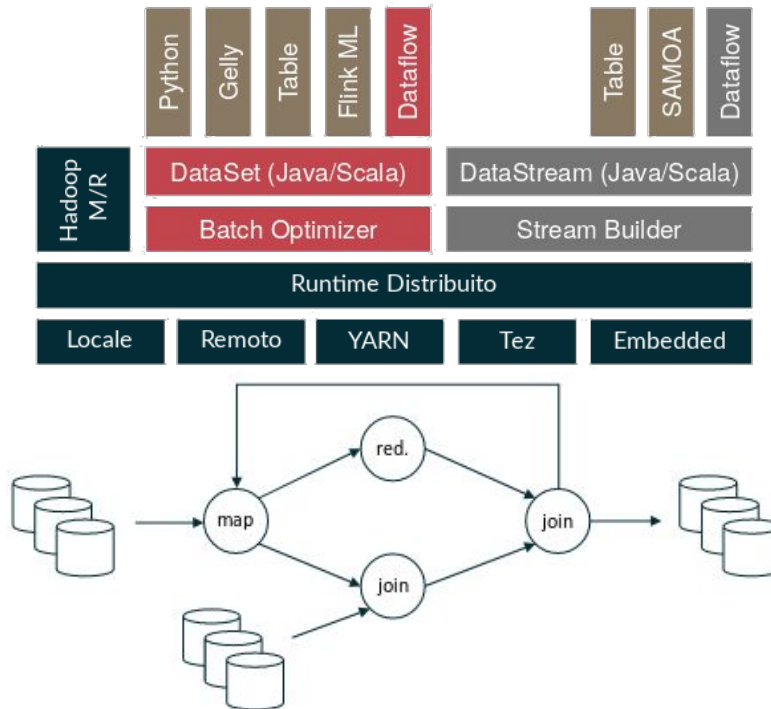 Python
Gelly
Table
Flink ML
Dataflow
Table
SAMOA
Dataflow
Hadoop
M/R
DataSet (Java/Scala)
DataStream (Java/Scala)
Batch Optimizer
Stream Builder
Runtime Distribuito
Locale
Remoto
YARN
Tez
Embedded
red.
map
join
join